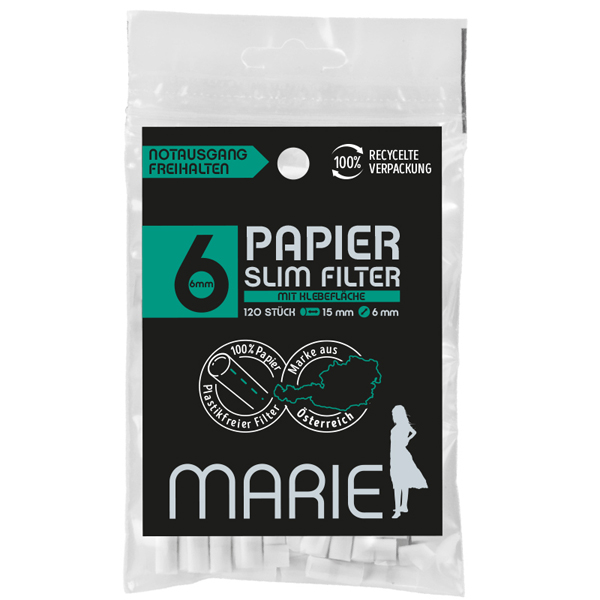 NOTAUSGANG
FREIHALTEN
100%
RECYCELTE
VERPACKUNG
6
6mm
PAPIER
SLIM FILTER
MIT KLEBEFLÄCHE
120 STÜCK 15 mm 6 mm
100% Papier
Plastikfreier Filter
Marke aus
Österreich
MARIE